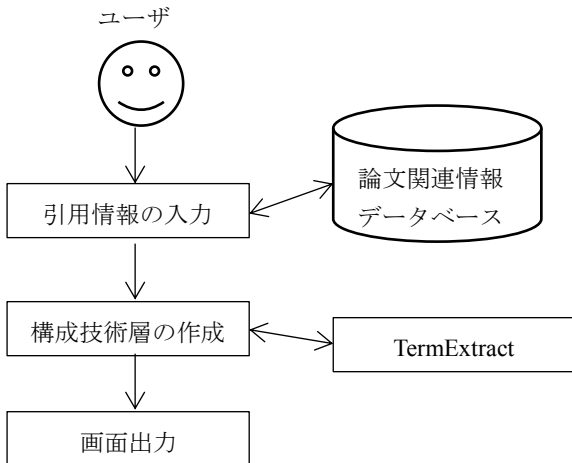 ユーザ
引用情報の入力
論文関連情報
データベース
構成技術層の作成
TermExtract
画面出力